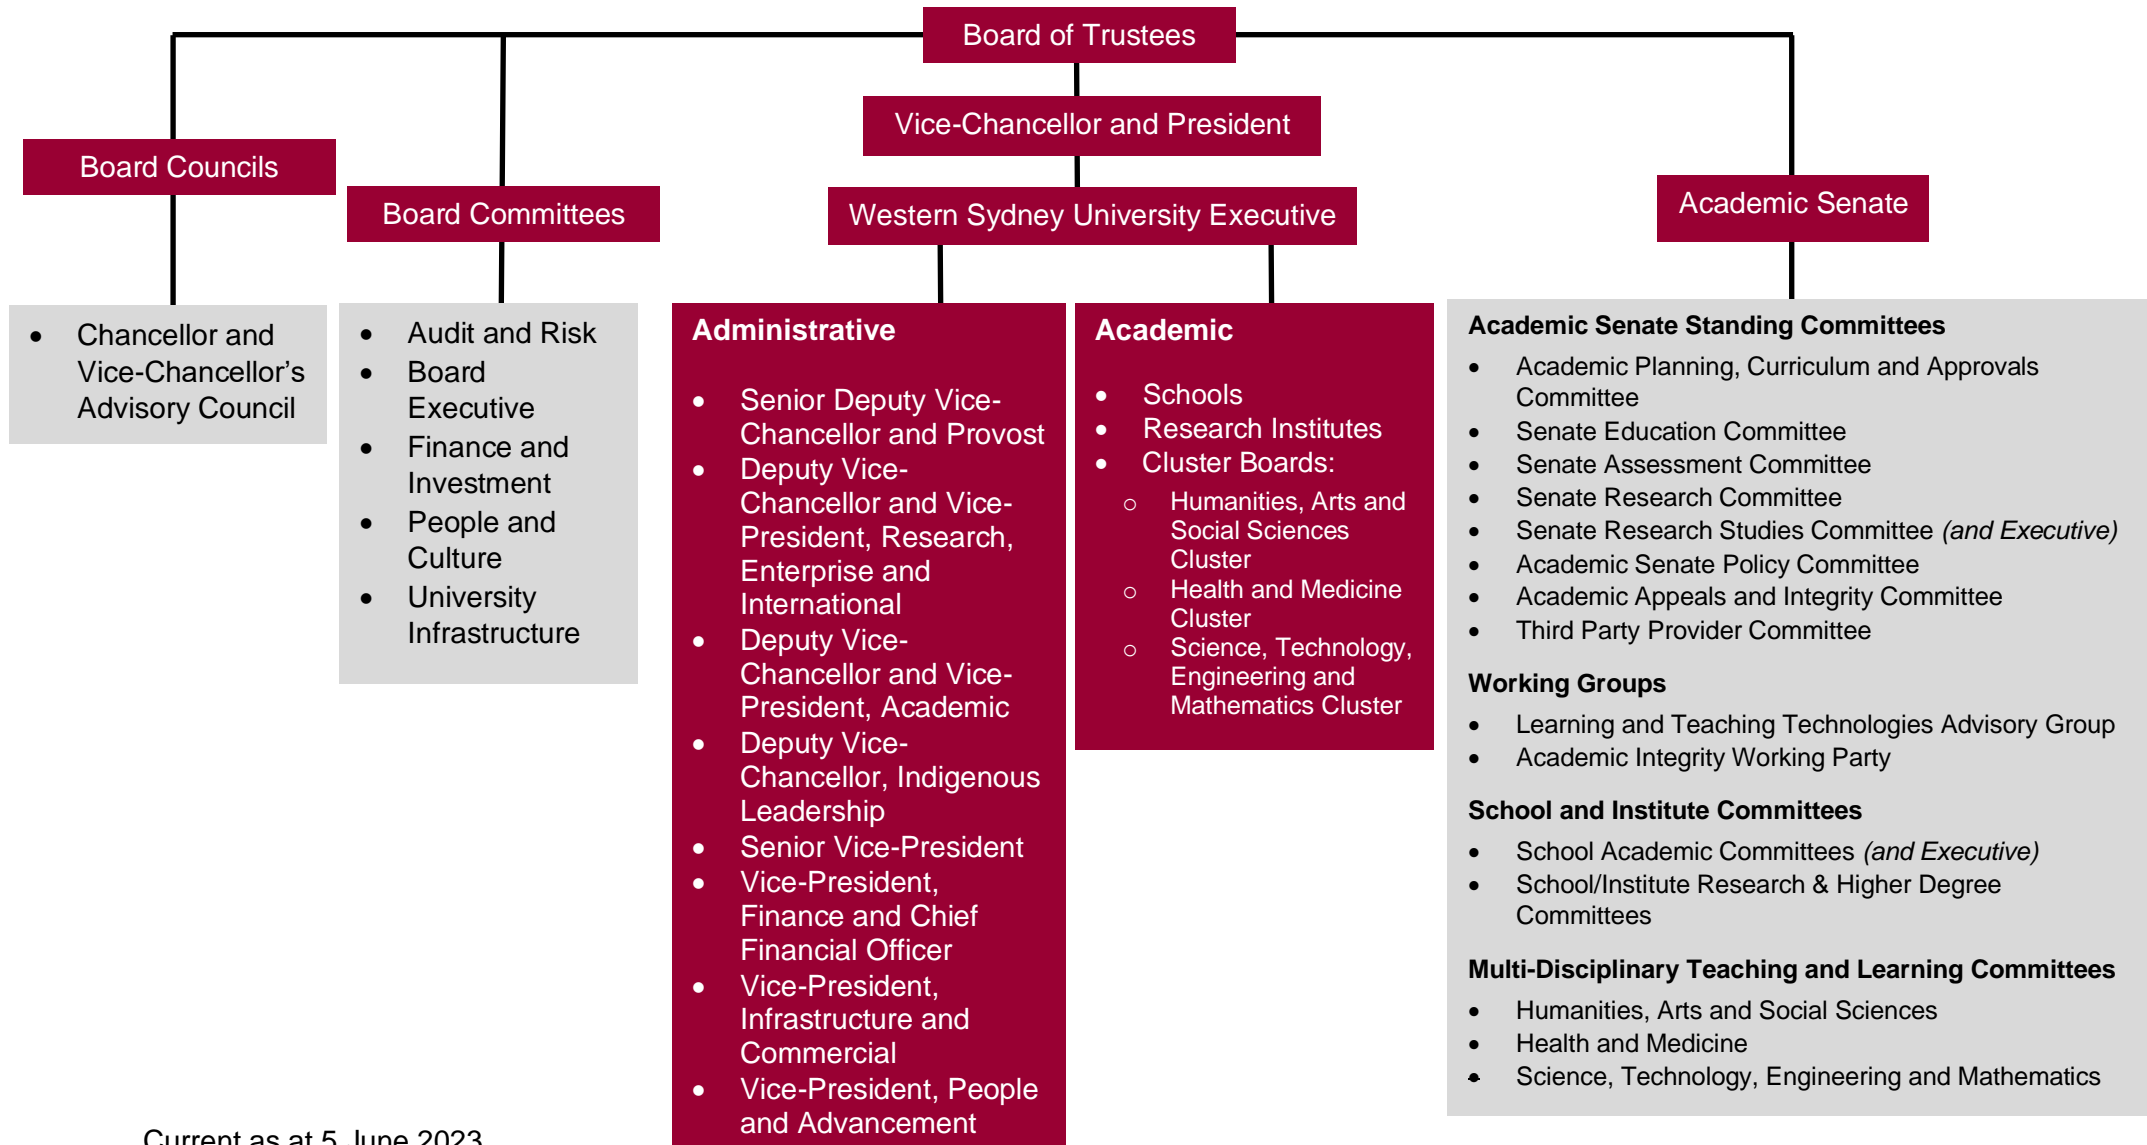 Board of Trustees
Vice-Chancellor and President
Board Councils
Board Committees
Western Sydney University Executive
Academic Senate
• Chancellor and
Vice-Chancellor’s
Advisory Council
• Audit and Risk
• Board
Executive
• Finance and
Investment
• People and
Culture
• University
Infrastructure
Administrative
• Senior Deputy Vice-
Chancellor and Provost
• Deputy Vice-
Chancellor and Vice-
President, Research,
Enterprise and
International
• Deputy Vice-
Chancellor and Vice-
President, Academic
• Deputy Vice-
Chancellor, Indigenous
Leadership
• Senior Vice-President
• Vice-President,
Finance and Chief
Financial Officer
• Vice-President,
Infrastructure and
Commercial
• Vice-President, People
and Advancement
Academic
• Schools
• Research Institutes
• Cluster Boards:
o Humanities, Arts and
Social Sciences
Cluster
o Health and Medicine
Cluster
o Science, Technology,
Engineering and
Mathematics Cluster
Academic Senate Standing Committees
• Academic Planning, Curriculum and Approvals
Committee
• Senate Education Committee
• Senate Assessment Committee
• Senate Research Committee
• Senate Research Studies Committee (and Executive)
• Academic Senate Policy Committee
• Academic Appeals and Integrity Committee
• Third Party Provider Committee
Working Groups
• Learning and Teaching Technologies Advisory Group
• Academic Integrity Working Party
School and Institute Committees
• School Academic Committees (and Executive)
• School/Institute Research & Higher Degree
Committees
Multi-Disciplinary Teaching and Learning Committees
• Humanities, Arts and Social Sciences
• Health and Medicine
• Science, Technology, Engineering and Mathematics
Current as at 5 June 2023